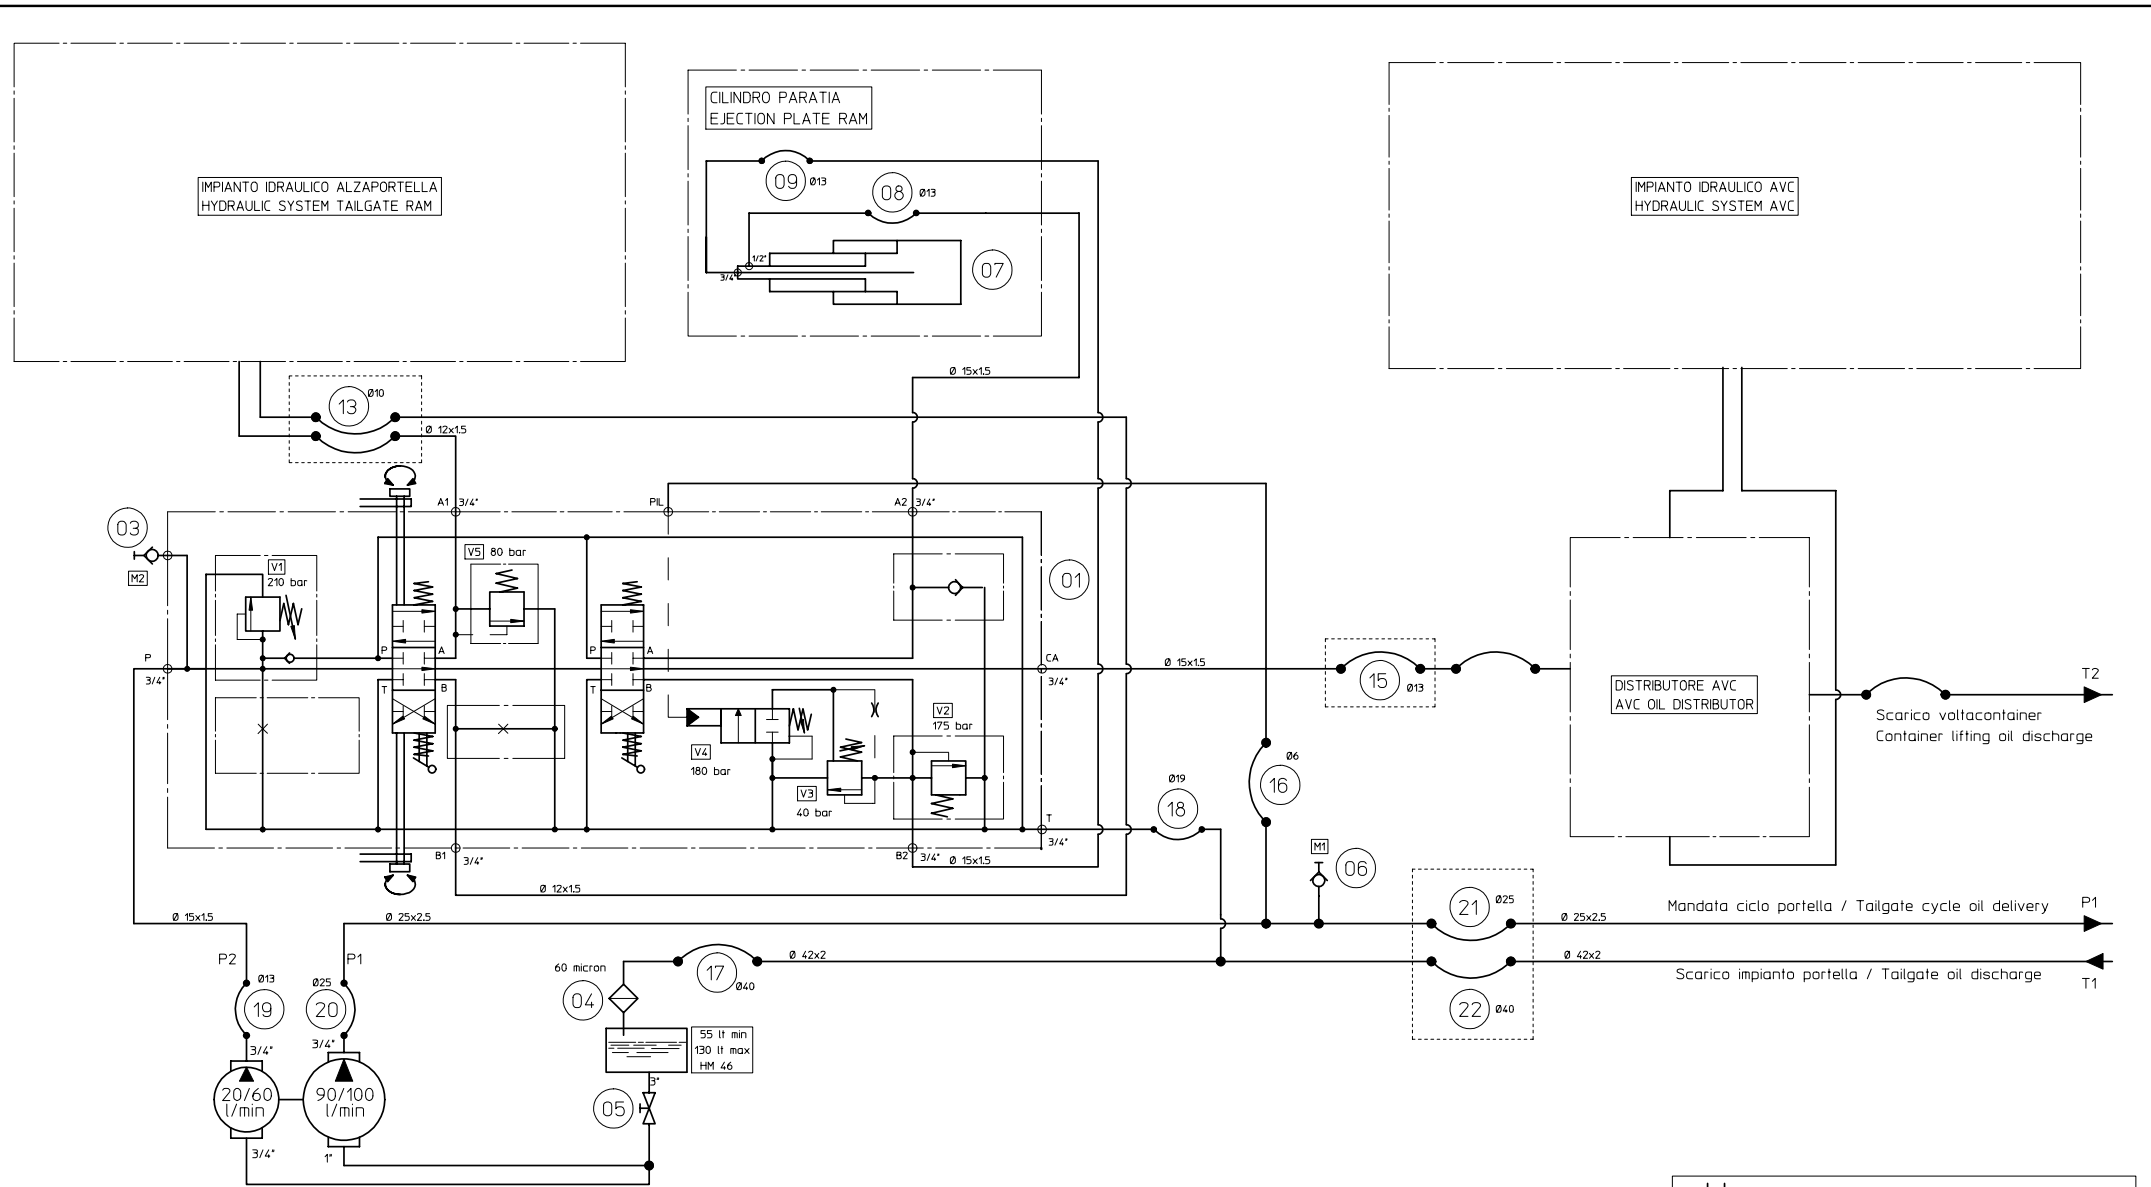 IMPIANTO IDRAULICO ALZAPORTELLA
HYDRAULIC SYSTEM TAILGATE RAM
CILINDRO PARATIA
EJECTION PLATE RAM
09 Ø13
08 Ø13
1/2"
3/4"
07
IMPIANTO IDRAULICO AVC
HYDRAULIC SYSTEM AVC
13 Ø10
Ø 12x1.5
Ø 15x1.5
A1 3/4"
PIL
A2 3/4"
03
M2
V1
210 bar
V5 80 bar
01
P
3/4"
P
A
T
B
P
A
T
B
CA
3/4"
Ø 15x1.5
15 Ø13
DISTRIBUTORE AVC
AVC OIL DISTRIBUTOR
T2
Scarico voltacontainer
Container lifting oil discharge
V4
180 bar
V3
40 bar
V2
175 bar
T
3/4"
Ø19
18
Ø6
16
B1 3/4"
B2 3/4"
Ø 15x1.5
Ø 12x1.5
M1
06
Ø 15x1.5
Ø 25x2.5
21 Ø25
Ø 25x2.5
Mandata ciclo portella / Tailgate cycle oil delivery
P1
P2
P1
60 micron
04
17
Ø40
Ø 42x2
Ø 42x2
Scarico impianto portella / Tailgate oil discharge
T1
22 Ø40
Ø13
19
Ø25
20
3/4"
3/4"
20/60
l/min
90/100
l/min
3/4"
1"
55 lt min
130 lt max
HM 46
3"
05